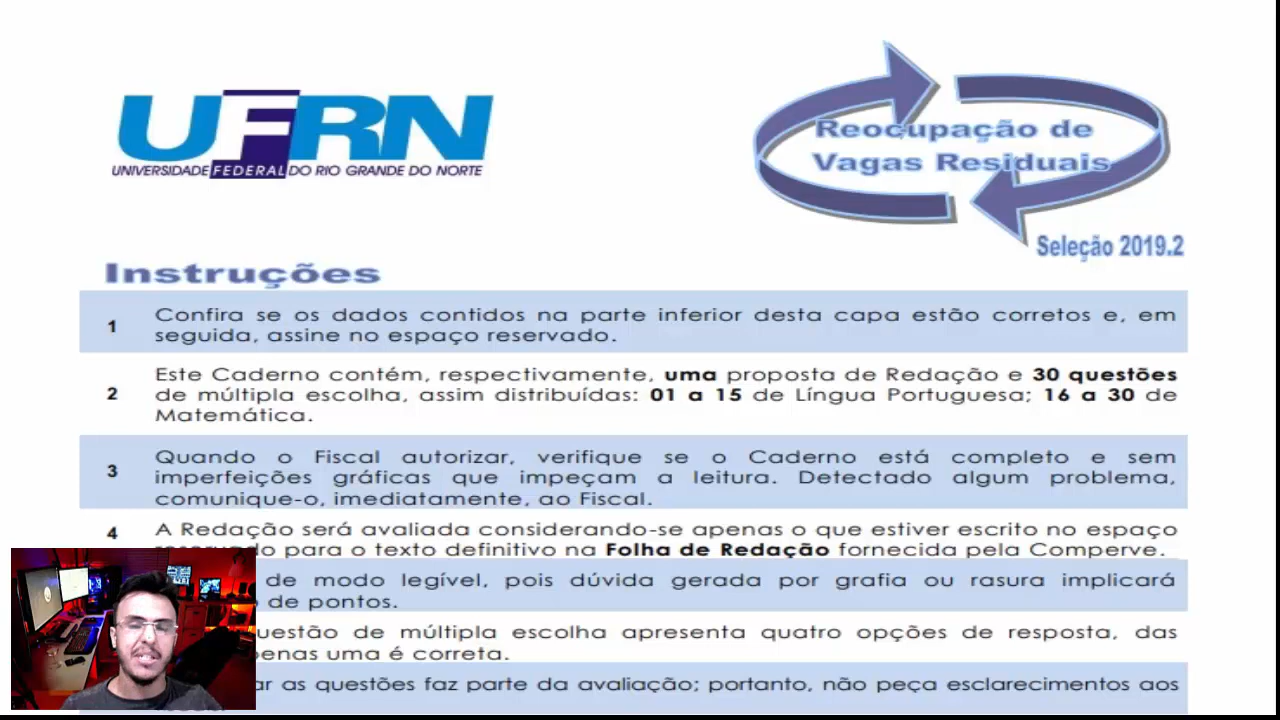 UFRN
UNIVERSIDADE FEDERAL DO RIO GRANDE DO NORTE
Reocupação de
Vagas Residuais
Seleção 2019.2
Instruções
1 Confira se os dados contidos na parte inferior desta capa estão corretos e, em
seguida, assine no espaço reservado.
2 Este Caderno contém, respectivamente, uma proposta de Redação e 30 questões
de múltipla escolha, assim distribuídas: 01 a 15 de Língua Portuguesa; 16 a 30 de
Matemática.
3 Quando o Fiscal autorizar, verifique se o Caderno está completo e sem
imperfeições gráficas que impeçam a leitura. Detectado algum problema,
comunique-o, imediatamente, ao Fiscal.
4 A Redação será avaliada considerando-se apenas o que estiver escrito no espaço
para o texto definitivo na Folha de Redação fornecida pela Comperve.
de modo legível, pois dúvida gerada por grafia ou rasura implicará
de pontos.
uestão de múltipla escolha apresenta quatro opções de resposta, das
penas uma é correta.
ar as questões faz parte da avaliação; portanto, não peça esclarecimentos aos